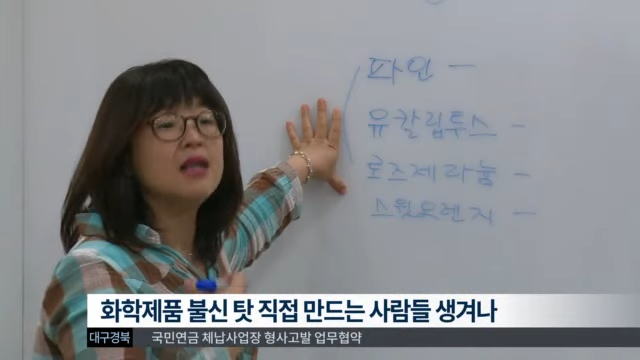 파인 -
유칼립투스 -
로즈제라늄 -
스윗오렌지 -
화학제품 불신 탓 직접 만드는 사람들 생겨나
대구경북 국민연금 체납사업장 형사고발 업무협약